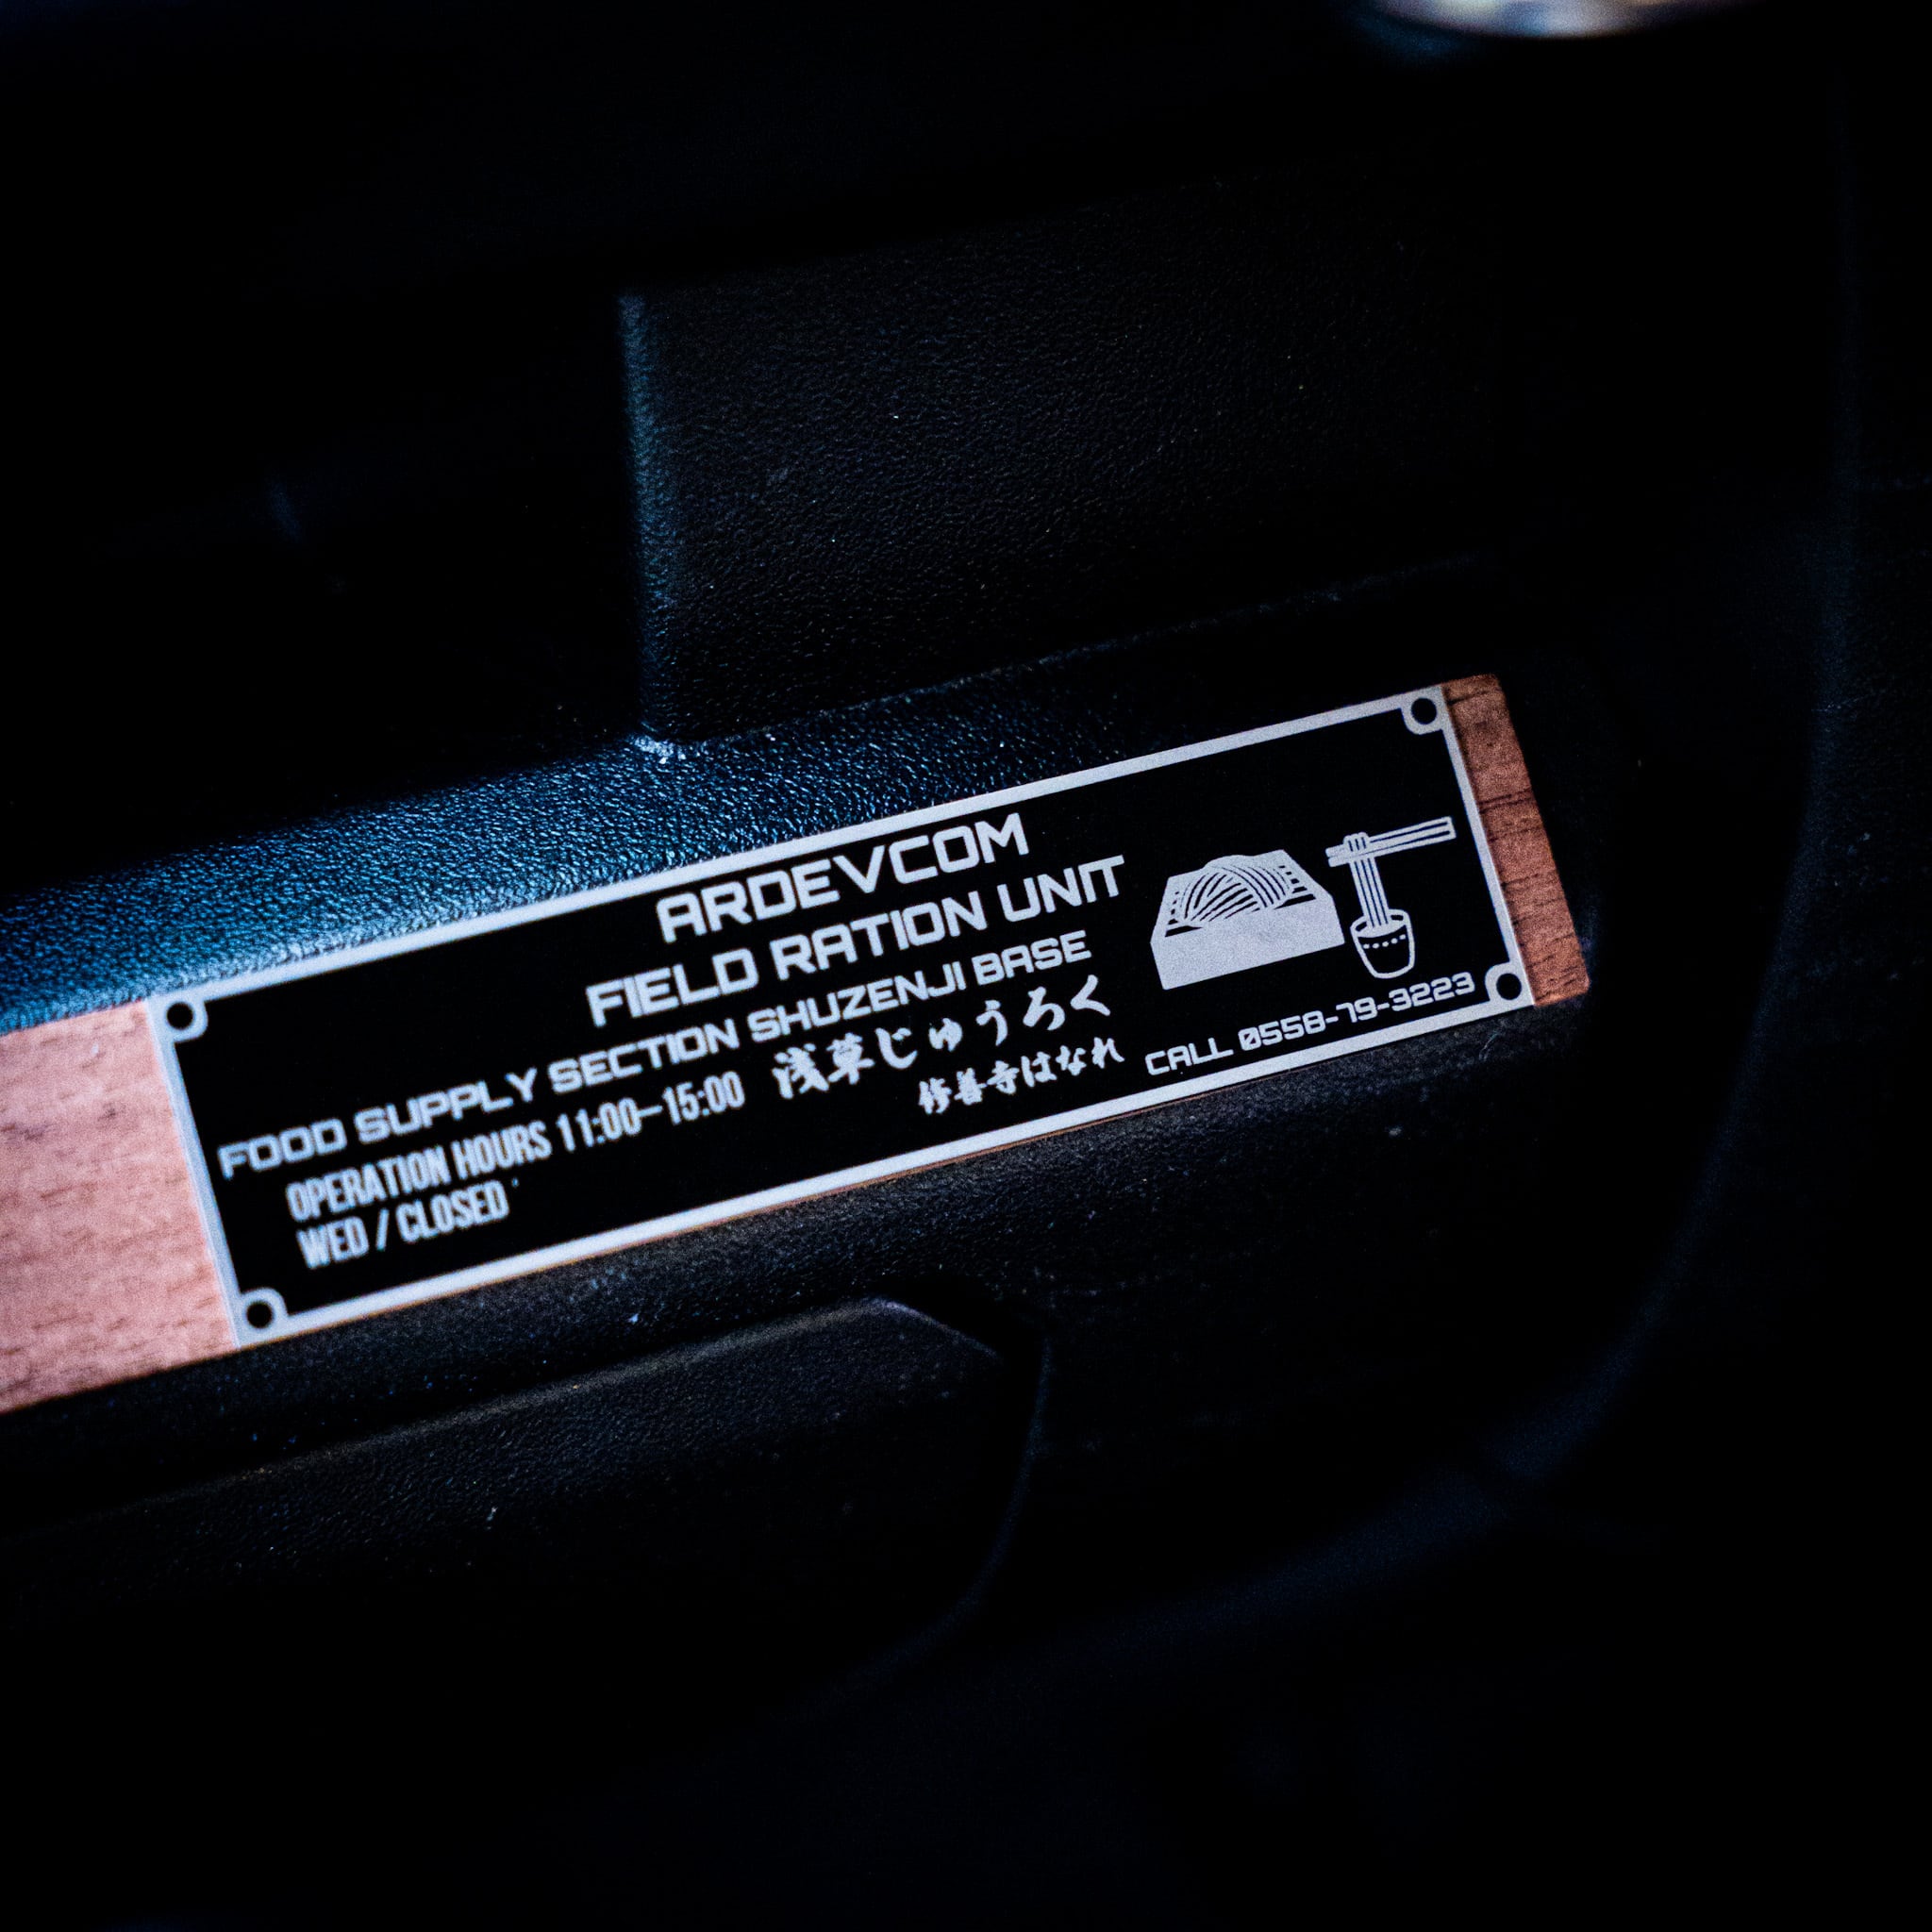 ARDEVCOM
FIELD RATION UNIT
FOOD SUPPLY SECTION SHUZENJI BASE
OPERATION HOURS 11:00–15:00
WED / CLOSED
浅草じゅうろく
修善寺はなれ
CALL 0558-79-3223